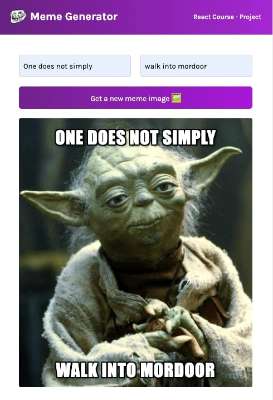 Meme Generator
React Course - Project
One does not simply
walk into mordoor
Get a new meme image
ONE DOES NOT SIMPLY
WALK INTO MORDOOR